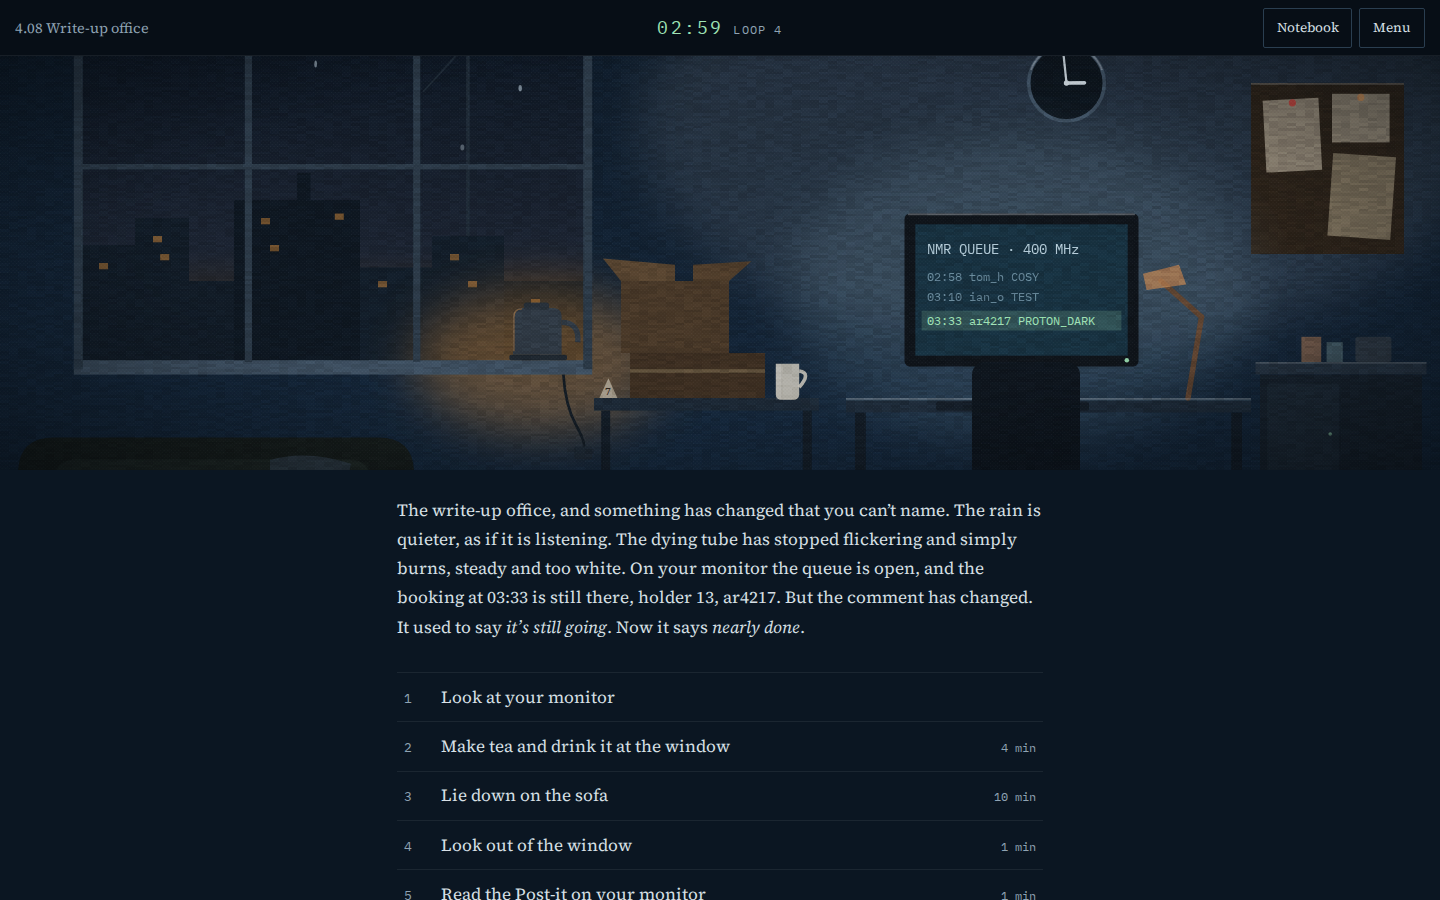 4.08 Write-up office
02:59 LOOP 4
Notebook
Menu
NMR QUEUE · 400 MHz
02:58 tom_h COSY
03:10 ian_o TEST
03:33 ar4217 PROTON_DARK
7
The write-up office, and something has changed that you can’t name. The rain is
quieter, as if it is listening. The dying tube has stopped flickering and simply
burns, steady and too white. On your monitor the queue is open, and the
booking at 03:33 is still there, holder 13, ar4217. But the comment has changed.
It used to say it’s still going. Now it says nearly done.
1 Look at your monitor
2 Make tea and drink it at the window 4 min
3 Lie down on the sofa 10 min
4 Look out of the window 1 min
5 Read the Post-it on your monitor 1 min